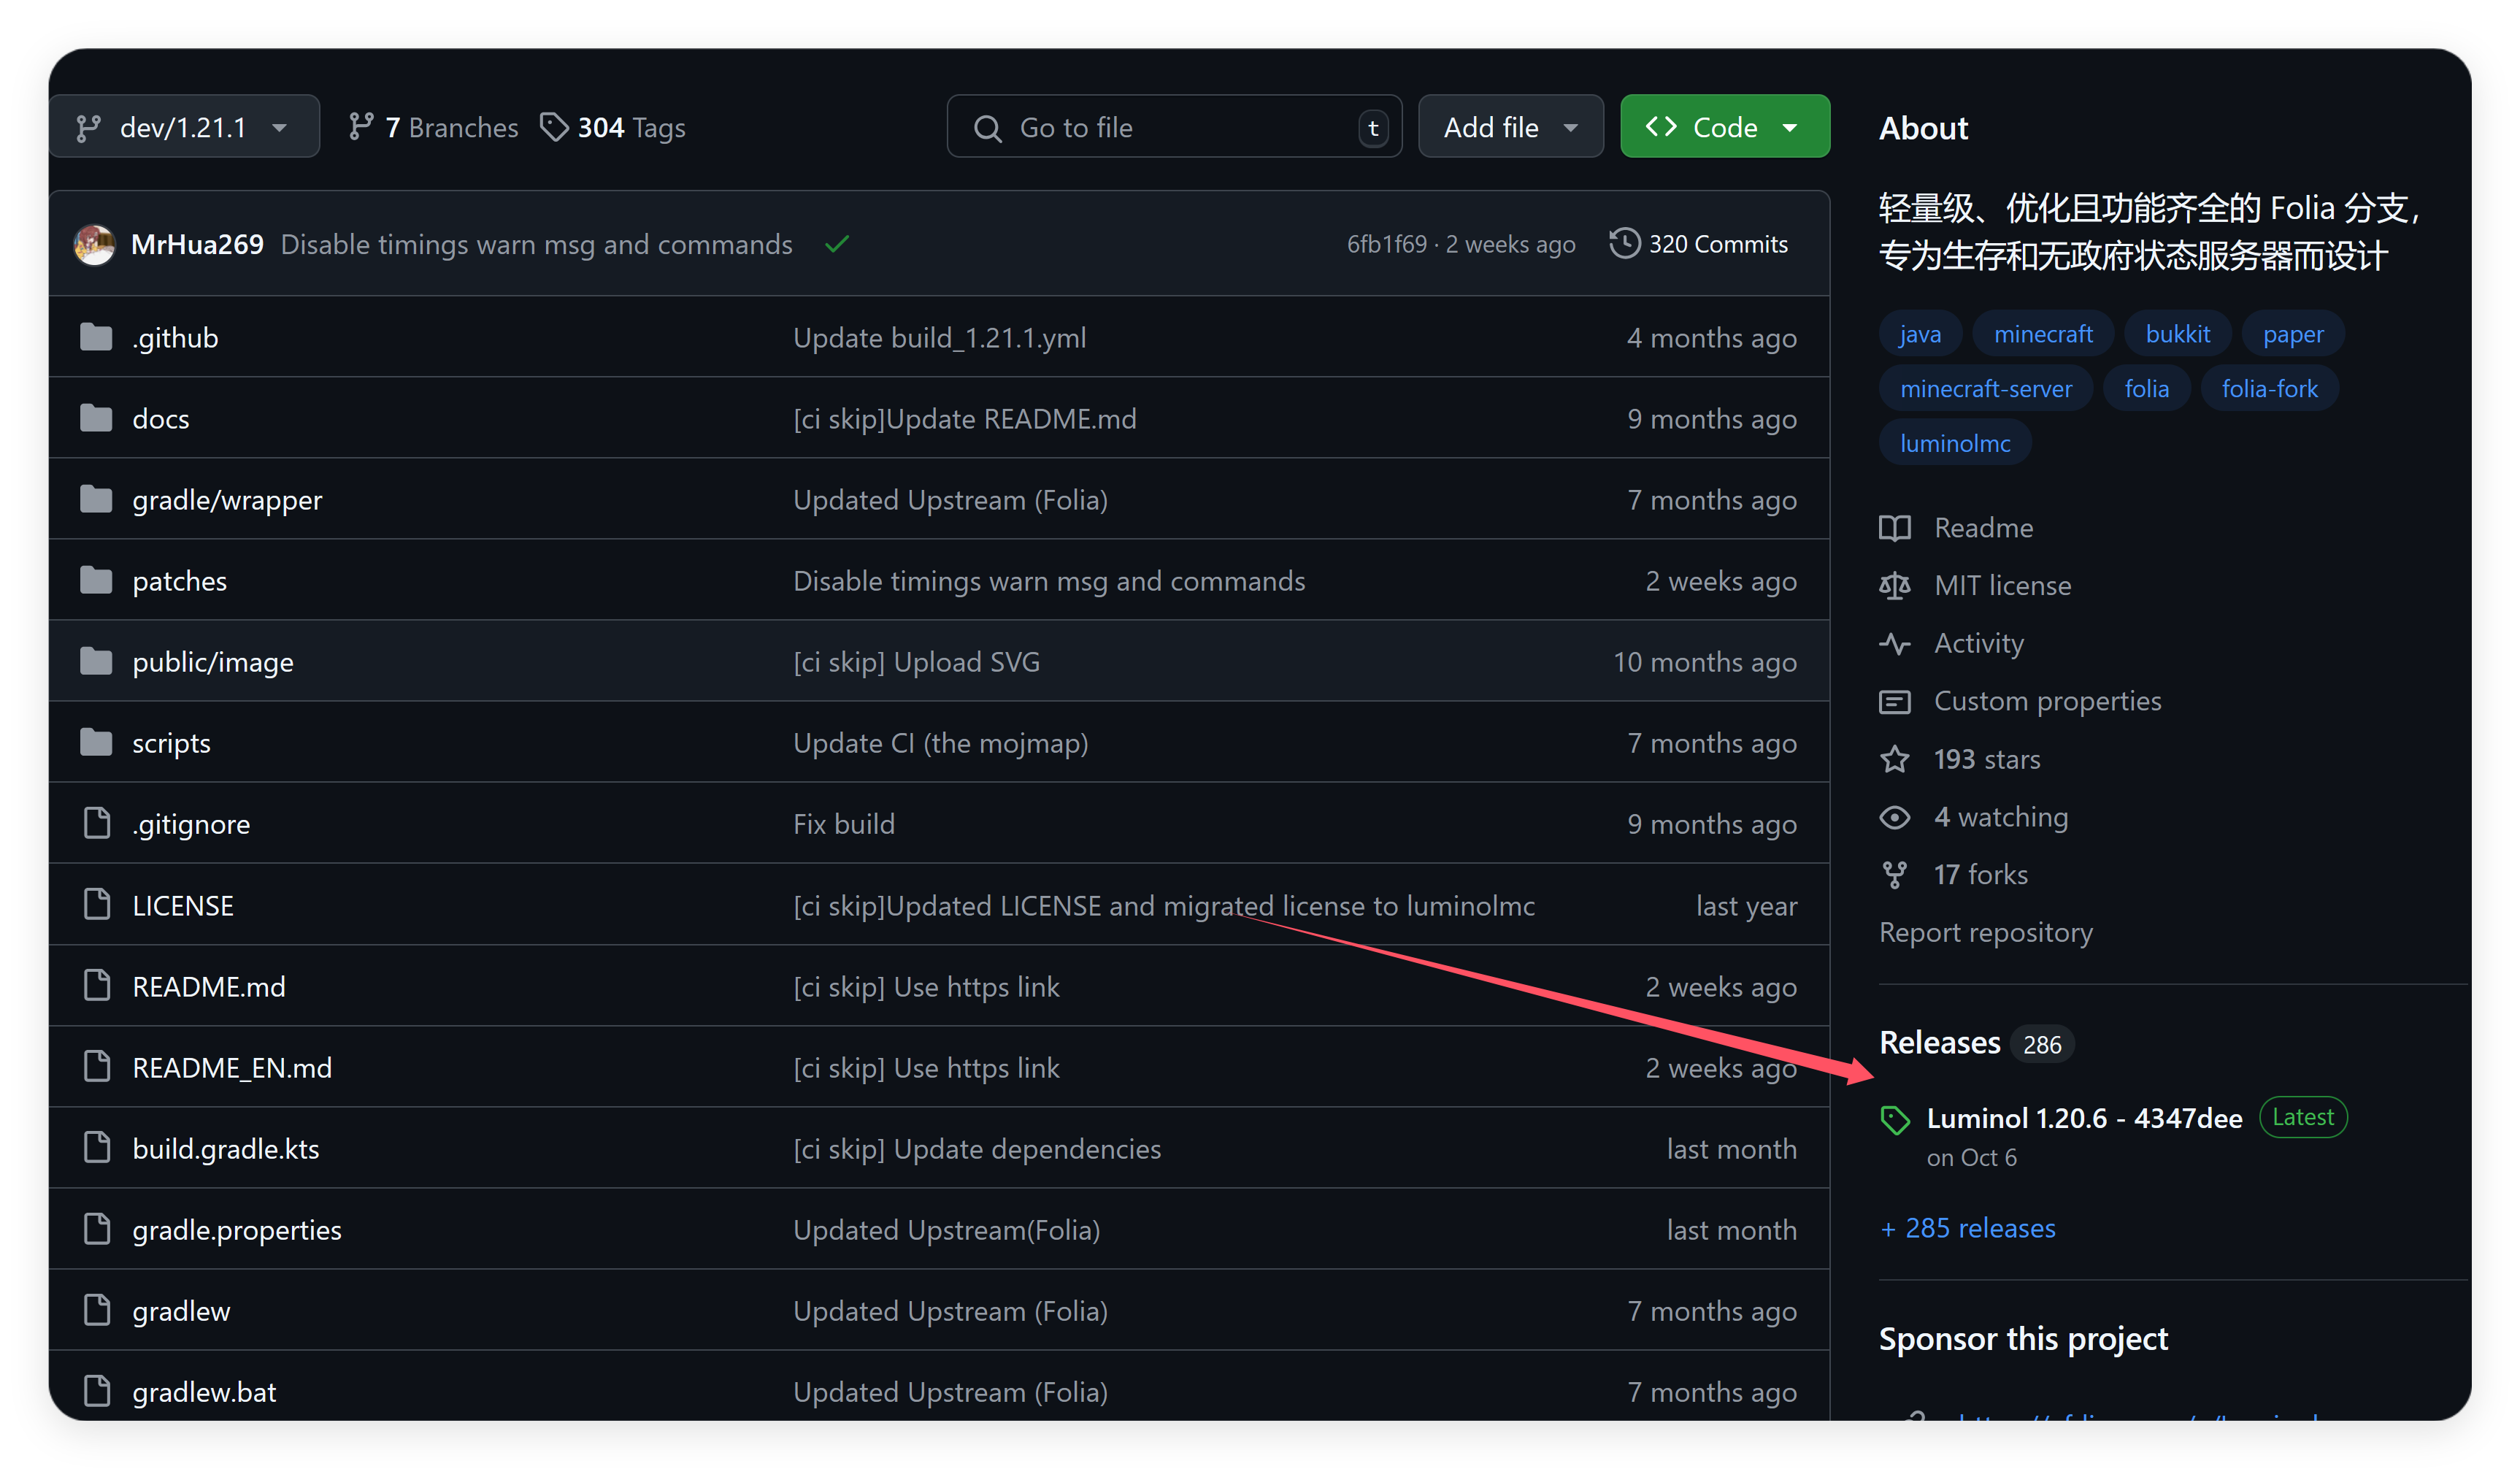 dev/1.21.1
7 Branches
304 Tags
Go to file
t
Add file
Code
MrHua269 Disable timings warn msg and commands
6fb1f69 · 2 weeks ago
320 Commits
.github Update build_1.21.1.yml 4 months ago
docs [ci skip]Update README.md 9 months ago
gradle/wrapper Updated Upstream (Folia) 7 months ago
patches Disable timings warn msg and commands 2 weeks ago
public/image [ci skip] Upload SVG 10 months ago
scripts Update CI (the mojmap) 7 months ago
.gitignore Fix build 9 months ago
LICENSE [ci skip]Updated LICENSE and migrated license to luminolmc last year
README.md [ci skip] Use https link 2 weeks ago
README_EN.md [ci skip] Use https link 2 weeks ago
build.gradle.kts [ci skip] Update dependencies last month
gradle.properties Updated Upstream(Folia) last month
gradlew Updated Upstream (Folia) 7 months ago
gradlew.bat Updated Upstream (Folia) 7 months ago
About
轻量级、优化且功能齐全的 Folia 分支，
专为生存和无政府状态服务器而设计
java minecraft bukkit paper
minecraft-server folia folia-fork
luminolmc
Readme
MIT license
Activity
Custom properties
193 stars
4 watching
17 forks
Report repository
Releases 286
Luminol 1.20.6 - 4347dee Latest
on Oct 6
+ 285 releases
Sponsor this project